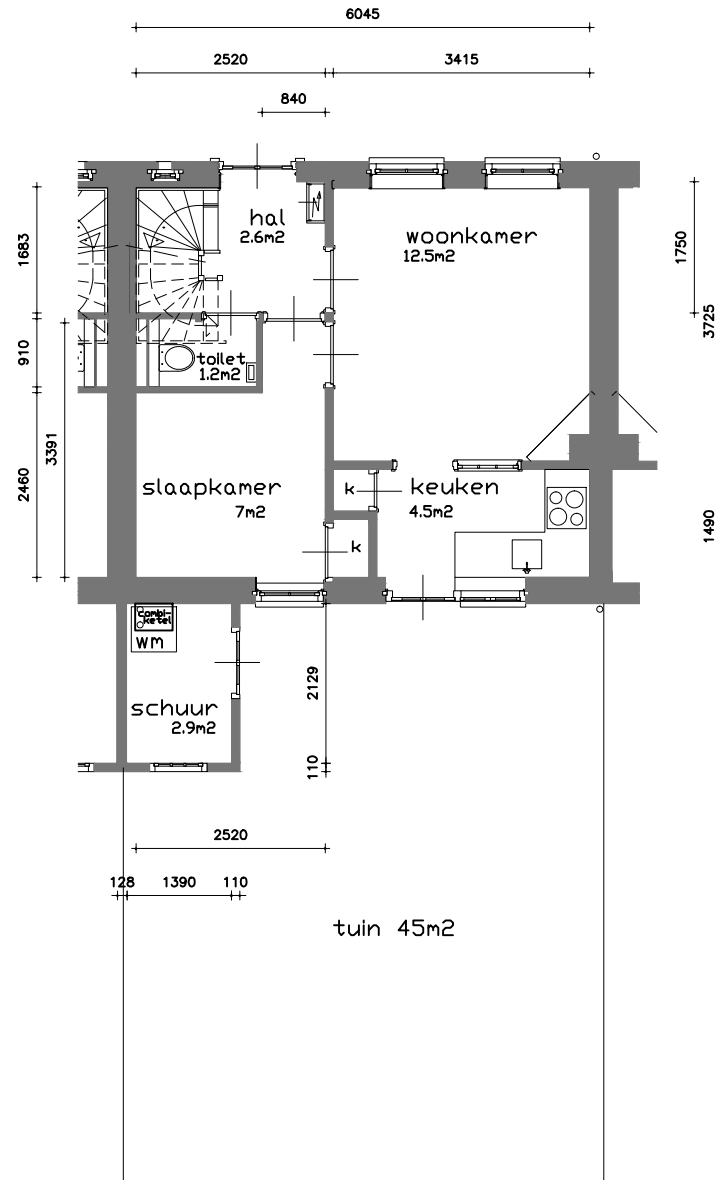 6045
2520
3415
840
hal
2.6m2
woonkamer
12.5m2
1683
1750
3725
910
toilet
1.2m2
3391
2460
slaapkamer
7m2
k
keuken
4.5m2
k
1490
combi-
ketel
wm
schuur
2.9m2
2129
110
2520
128
1390
110
tuin 45m2